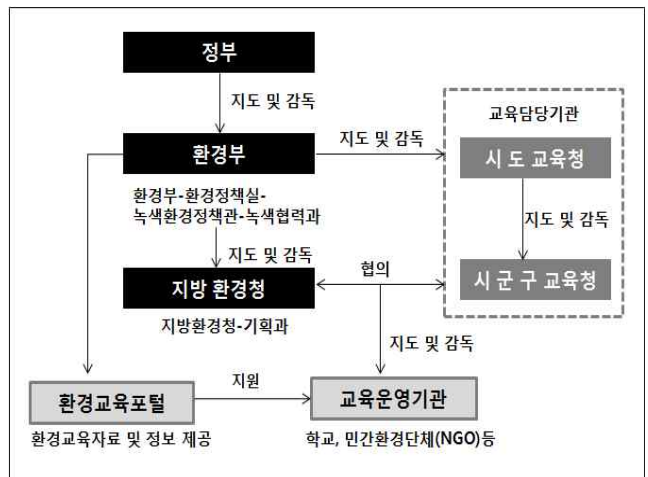 정부
지도 및 감독
교육담당기관
환경부
지도 및 감독
시 도 교육청
환경부-환경정책실-
녹색환경정책관-녹색협력과
지도 및 감독
지도 및 감독
지방 환경청
협의
시 군 구 교육청
지방환경청-기획과
지도 및 감독
환경교육포털
지원
교육운영기관
환경교육자료 및 정보 제공
학교, 민간환경단체(NGO)등